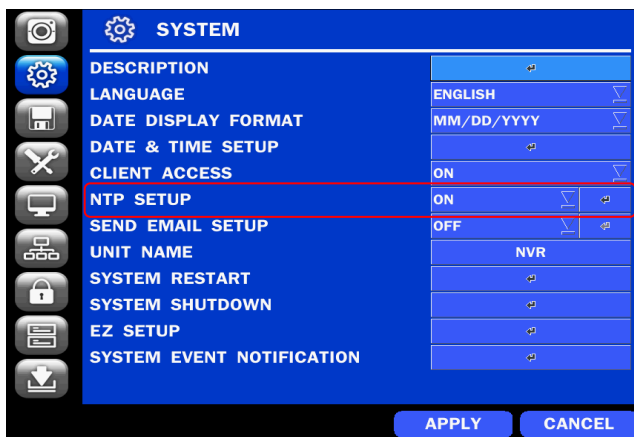 SYSTEM
DESCRIPTION
LANGUAGE ENGLISH
DATE DISPLAY FORMAT MM/DD/YYYY
DATE & TIME SETUP
CLIENT ACCESS ON
NTP SETUP ON
SEND EMAIL SETUP OFF
UNIT NAME NVR
SYSTEM RESTART
SYSTEM SHUTDOWN
EZ SETUP
SYSTEM EVENT NOTIFICATION
APPLY CANCEL